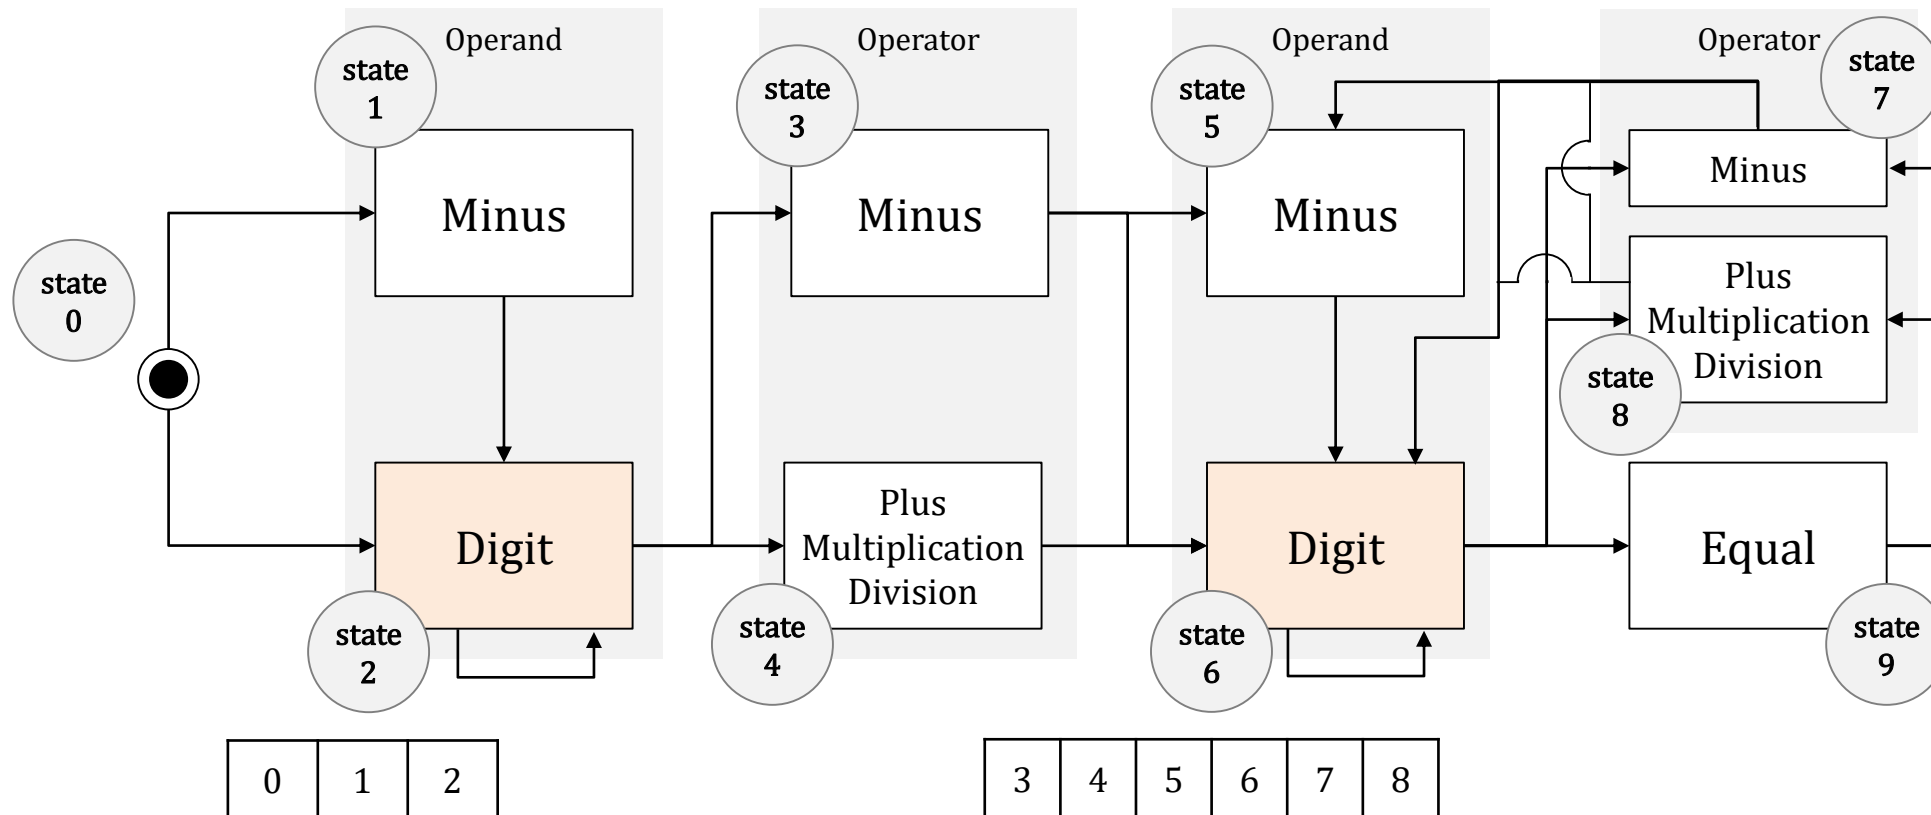 Operand
Operator
Operand
Operator
state
1
state
3
state
5
state
7
Minus
Minus
Minus
Minus
state
0
Plus
Multiplication
Division
state
8
Digit
Plus
Multiplication
Division
Digit
Equal
state
2
state
4
state
6
state
9
0 1 2
3 4 5 6 7 8